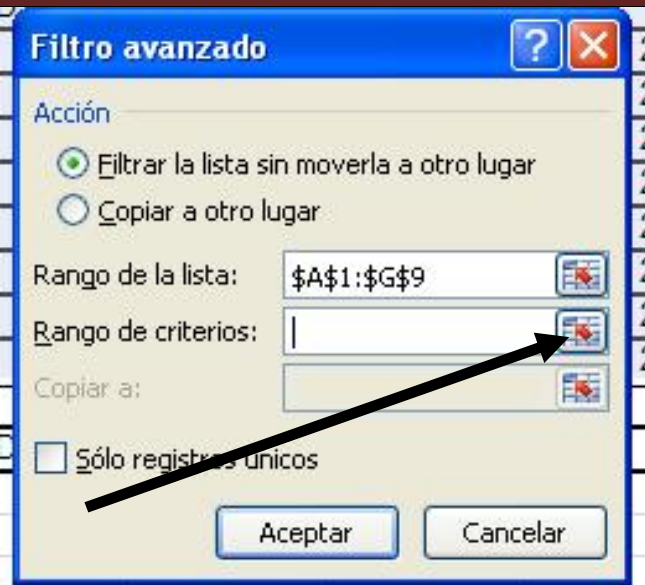 Filtro avanzado
Acción
Filtrar la lista sin moverla a otro lugar
Copiar a otro lugar
Rango de la lista: $A$1:$G$9
Rango de criterios:
Copiar a:
Sólo registros únicos
Aceptar Cancelar